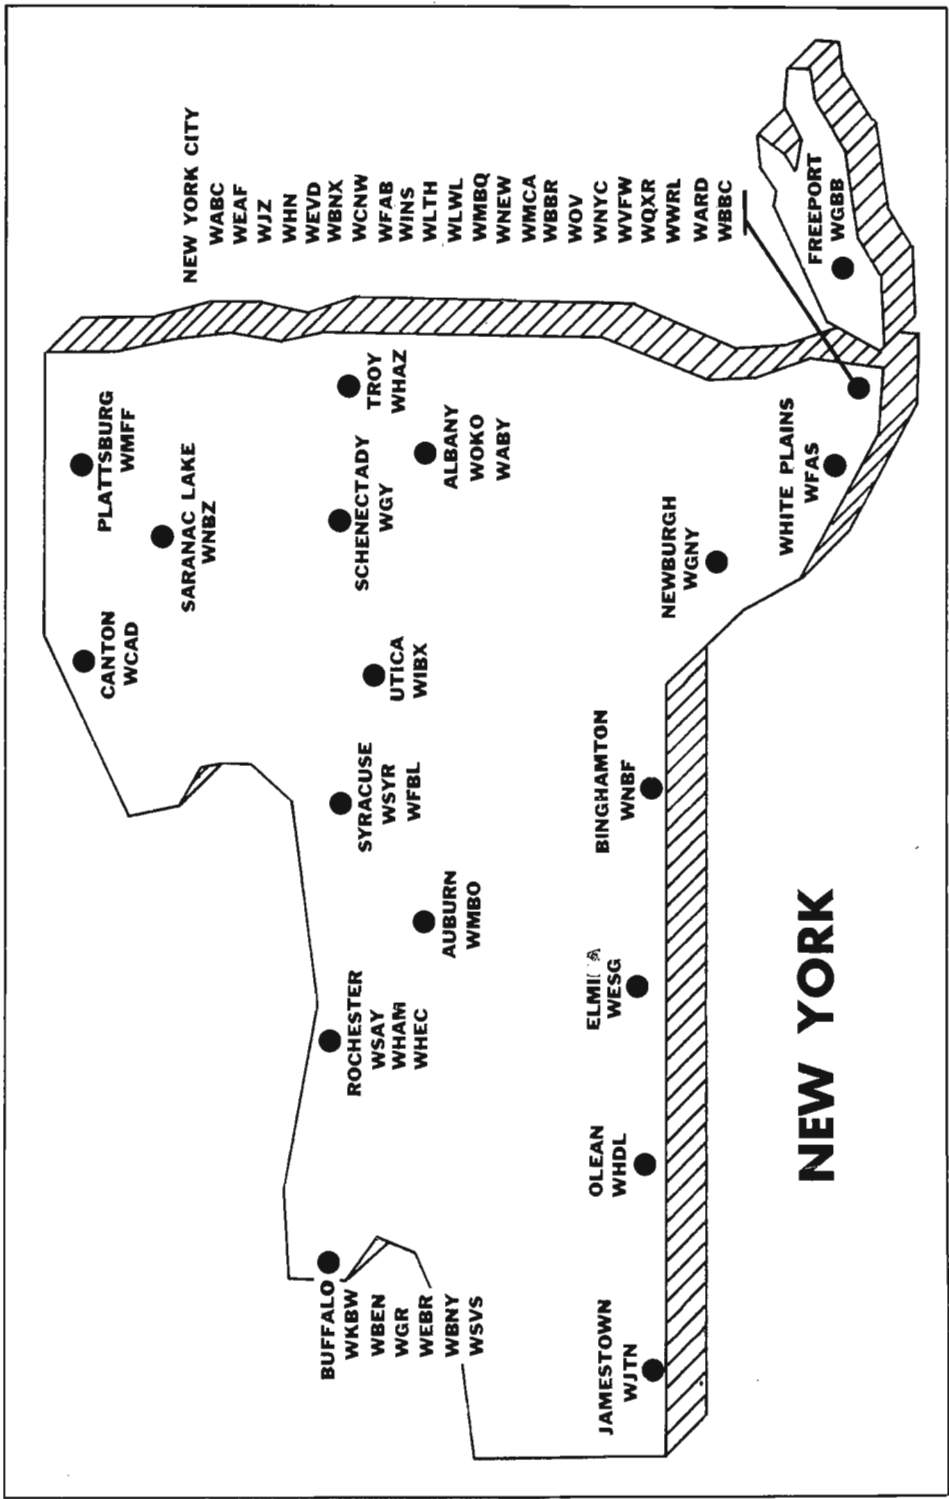 NEW YORK CITY
WABC
WEAF
WJZ
WHN
WEVD
WBNX
WCNW
WFAB
WINS
WLTH
WLWL
WMBQ
WNEW
WMCA
WBBR
WOV
WNYC
WVFW
WQXR
WWRL
WARD
WBBC
FREEPORT
WGBB
PLATTSBURG
WMFF
SARANAC LAKE
WNBZ
CANTON
WCAD
TROY
WHAZ
ALBANY
WOKO
WABY
SCHENECTADY
WGY
UTICA
WIBX
SYRACUSE
WSYR
WFBL
AUBURN
WMBO
ROCHESTER
WSAY
WHAM
WHEC
BUFFALO
WKBW
WBEN
WGR
WEBR
WBNY
WSVS
JAMESTOWN
WJTN
OLEAN
WHDL
WESG
BINGHAMTON
WNBF
NEWBURGH
WGNY
WHITE PLAINS
WFAS
NEW YORK